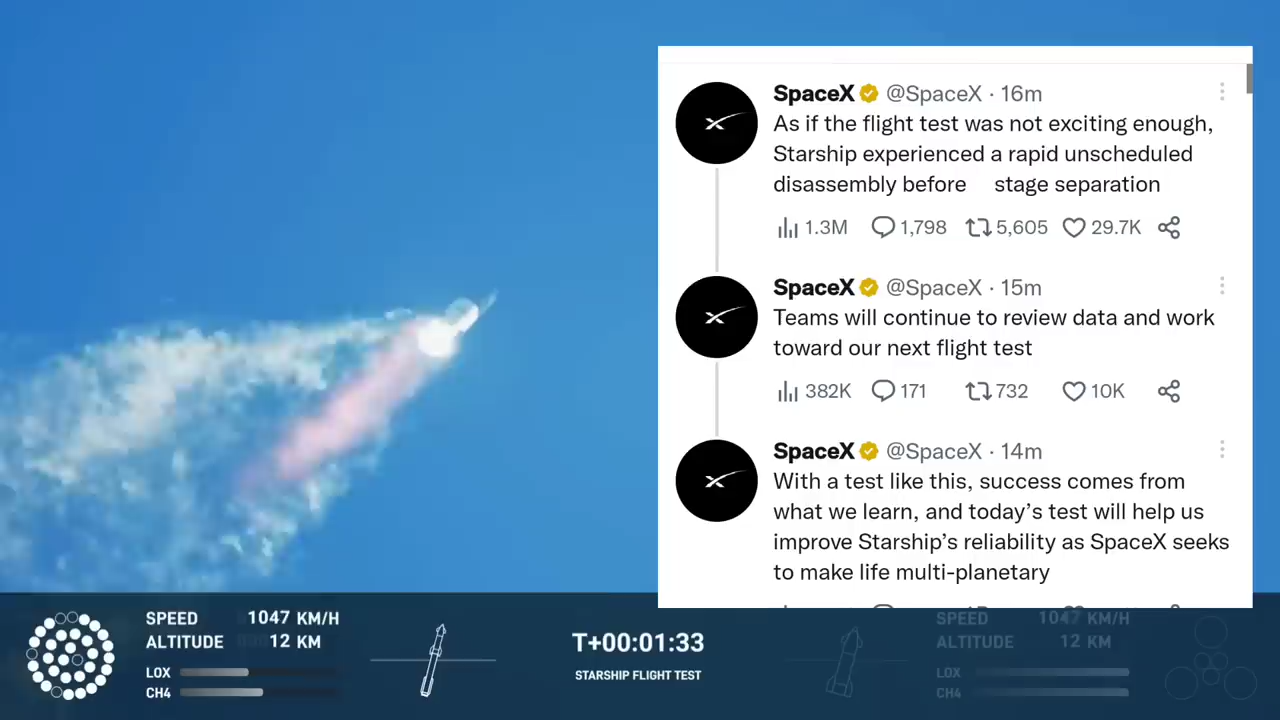 SpaceX @SpaceX · 16m
As if the flight test was not exciting enough,
Starship experienced a rapid unscheduled
disassembly before stage separation
1.3M 1,798 5,605 29.7K
SpaceX @SpaceX · 15m
Teams will continue to review data and work
toward our next flight test
382K 171 732 10K
SpaceX @SpaceX · 14m
With a test like this, success comes from
what we learn, and today’s test will help us
improve Starship’s reliability as SpaceX seeks
to make life multi-planetary
SPEED 1047 KM/H
ALTITUDE 12 KM
LOX
CH4
T+00:01:33
STARSHIP FLIGHT TEST
SPEED 1047 KM/H
ALTITUDE 12 KM
LOX
CH4